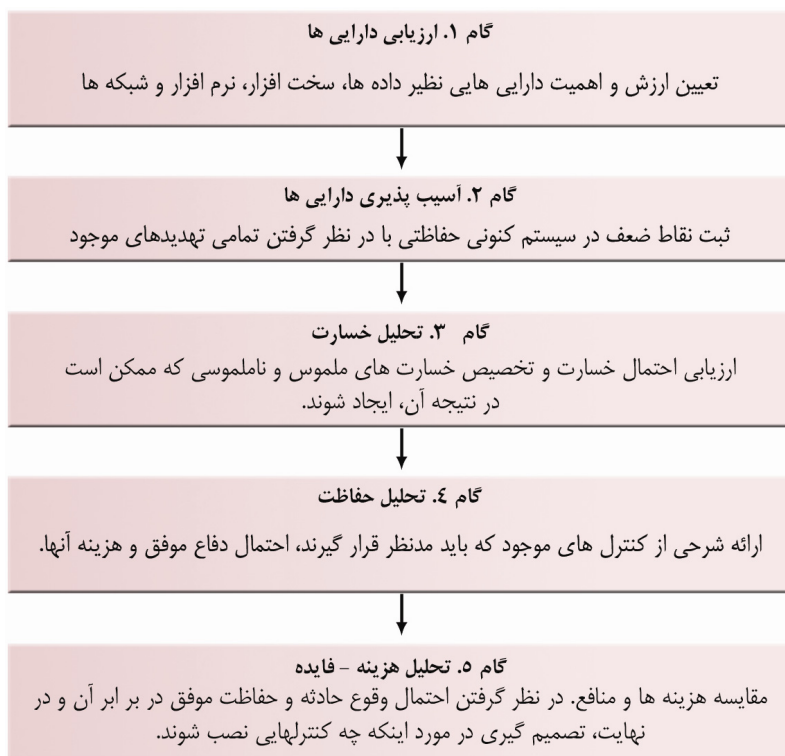 گام ۱. ارزیابی دارایی ها
تعیین ارزش و اهمیت دارایی هایی نظیر داده ها، سخت افزار، نرم افزار و شبکه ها
گام ۲. آسیب پذیری دارایی ها
ثبت نقاط ضعف در سیستم کنونی حفاظتی با در نظر گرفتن تمامی تهدیدهای موجود
گام ۳. تحلیل خسارت
ارزیابی احتمال خسارت و تخصیص خسارت های ملموس و ناملموسی که ممکن است
در نتیجه آن، ایجاد شوند.
گام ٤. تحلیل حفاظت
ارائه شرحی از کنترل های موجود که باید مدنظر قرار گیرند، احتمال دفاع موفق و هزینه آنها.
گام ۵. تحلیل هزینه - فایده
مقایسه هزینه ها و منافع. در نظر گرفتن احتمال وقوع حادثه و حفاظت موفق در بر ابر آن و در
نهایت، تصمیم گیری در مورد اینکه چه کنترلهایی نصب شوند.